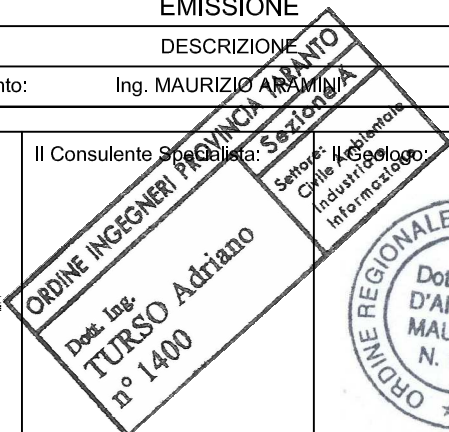 EMISSIONE
DESCRIZIONE
nto: Ing. MAURIZIO ARAMINI
Il Consulente Specialista:
Il Geologo:
ORDINE INGEGNERI PROVINCIA TARANTO
Sezione A
Settore:
Civile Ambientale
Industriale
Informazione
Dott. Ing.
TURSO Adriano
n° 1400
ORDINE REGIONALE
Dot
D'A
MAU
N.